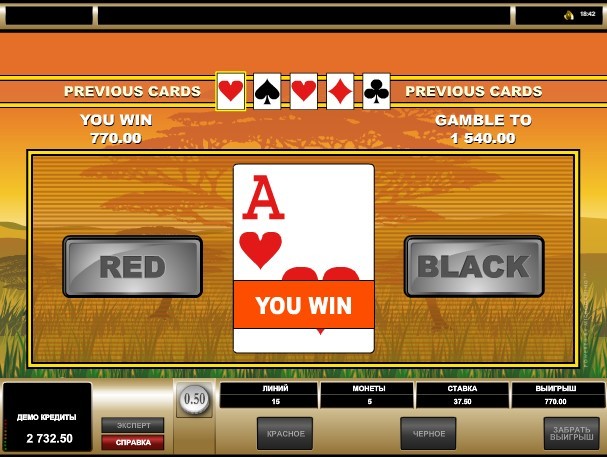 18:42
PREVIOUS CARDS
PREVIOUS CARDS
YOU WIN
770.00
GAMBLE TO
1 540.00
A
RED
BLACK
YOU WIN
ДЕМО КРЕДИТЫ
2 732.50
ЭКСПЕРТ
СПРАВКА
0.50
ЛИНИЙ
15
МОНЕТЫ
5
СТАВКА
37.50
ВЫИГРЫШ
770.00
КРАСНОЕ
ЧЕРНОЕ
ЗАБРАТЬ
ВЫИГРЫШ